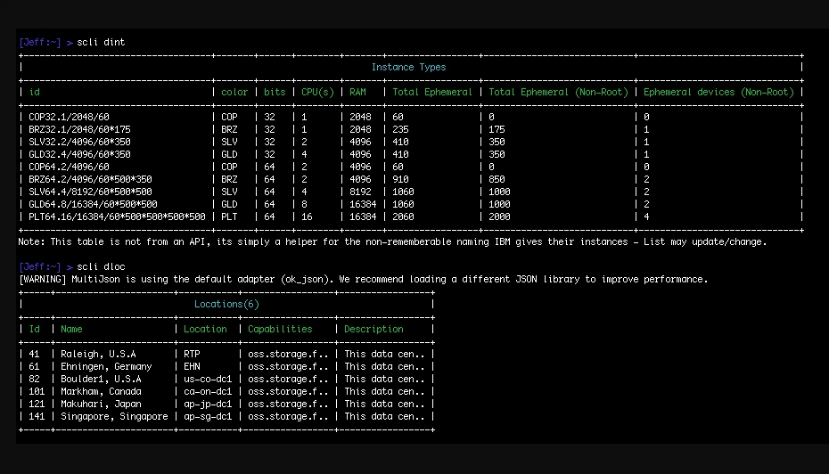 [Jeff:~] > scli dint
Instance Types
| id | color | bits | CPU(s) | RAM | Total Ephemeral | Total Ephemeral (Non-Root) | Ephemeral devices (Non-Root) |
| COP32.1/2048/60 | COP | 32 | 1 | 2048 | 60 | 0 | 0 |
| BRZ32.1/2048/60*175 | BRZ | 32 | 1 | 2048 | 235 | 175 | 1 |
| SLV32.2/4096/60*350 | SLV | 32 | 2 | 4096 | 410 | 350 | 1 |
| GLD32.4/4096/60*350 | GLD | 32 | 4 | 4096 | 410 | 350 | 1 |
| COP64.2/4096/60 | COP | 64 | 2 | 4096 | 60 | 0 | 0 |
| BRZ64.2/4096/60*500*350 | BRZ | 64 | 2 | 4096 | 910 | 850 | 2 |
| SLV64.4/8192/60*500*500 | SLV | 64 | 4 | 8192 | 1060 | 1000 | 2 |
| GLD64.8/16384/60*500*500 | GLD | 64 | 8 | 16384 | 1060 | 1000 | 2 |
| PLT64.16/16384/60*500*500*500*500 | PLT | 64 | 16 | 16384 | 2060 | 2000 | 4 |
Note: This table is not from an API, its simply a helper for the non-rememberable naming IBM gives their instances - List may update/change.
[Jeff:~] > scli dloc
[WARNING] MultiJson is using the default adapter (ok_json). We recommend loading a different JSON library to improve performance.
Locations(6)
| Id | Name | Location | Capabilities | Description |
| 41 | Raleigh, U.S.A | RTP | oss.storage.f.. | This data cen.. |
| 61 | Ehningen, Germany | EHN | oss.storage.f.. | This data cen.. |
| 82 | Boulder1, U.S.A | us-co-dc1 | oss.storage.f.. | This data cen.. |
| 101 | Markham, Canada | ca-on-dc1 | oss.storage.f.. | This data cen.. |
| 121 | Makuhari, Japan | ap-jp-dc1 | oss.storage.f.. | This data cen.. |
| 141 | Singapore, Singapore | ap-sg-dc1 | oss.storage.f.. | This data cen.. |